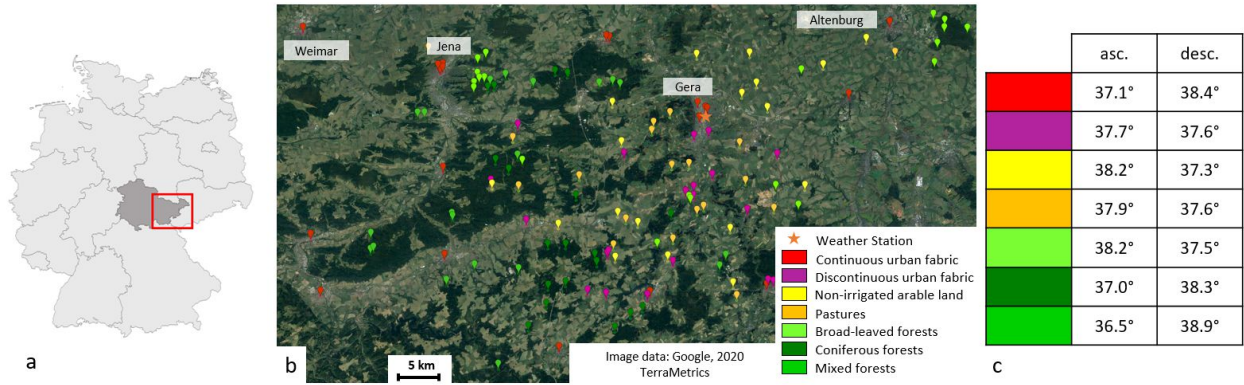 Weimar
Jena
Gera
Altenburg
5 km
Image data: Google, 2020
TerraMetrics
Weather Station
Continuous urban fabric
Discontinuous urban fabric
Non-irrigated arable land
Pastures
Broad-leaved forests
Coniferous forests
Mixed forests
asc. desc.
37.1° 38.4°
37.7° 37.6°
38.2° 37.3°
37.9° 37.6°
38.2° 37.5°
37.0° 38.3°
36.5° 38.9°
a
b
c